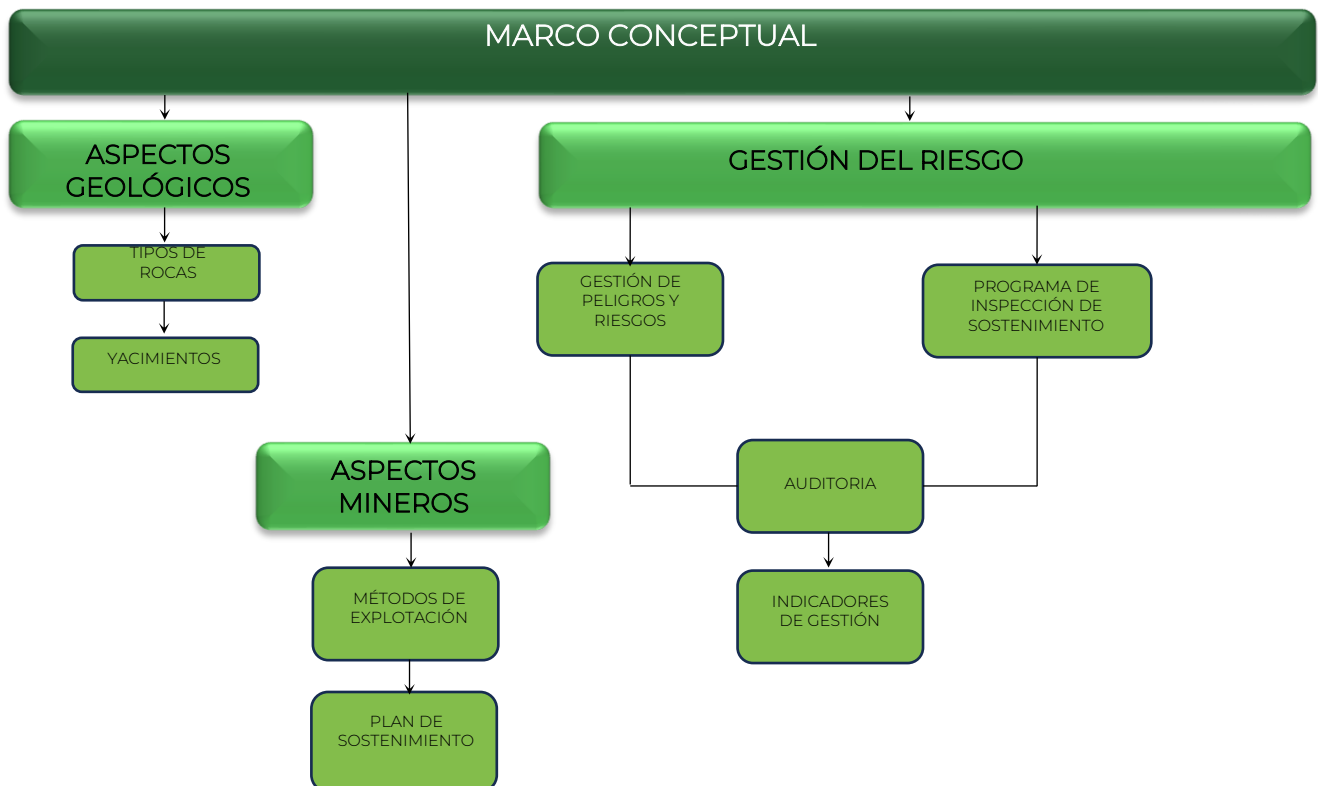 MARCO CONCEPTUAL
ASPECTOS
GEOLÓGICOS
GESTIÓN DEL RIESGO
TIPOS DE
ROCAS
YACIMIENTOS
GESTIÓN DE
PELIGROS Y
RIESGOS
PROGRAMA DE
INSPECCIÓN DE
SOSTENIMIENTO
ASPECTOS
MINEROS
AUDITORIA
MÉTODOS DE
EXPLOTACIÓN
INDICADORES
DE GESTIÓN
PLAN DE
SOSTENIMIENTO